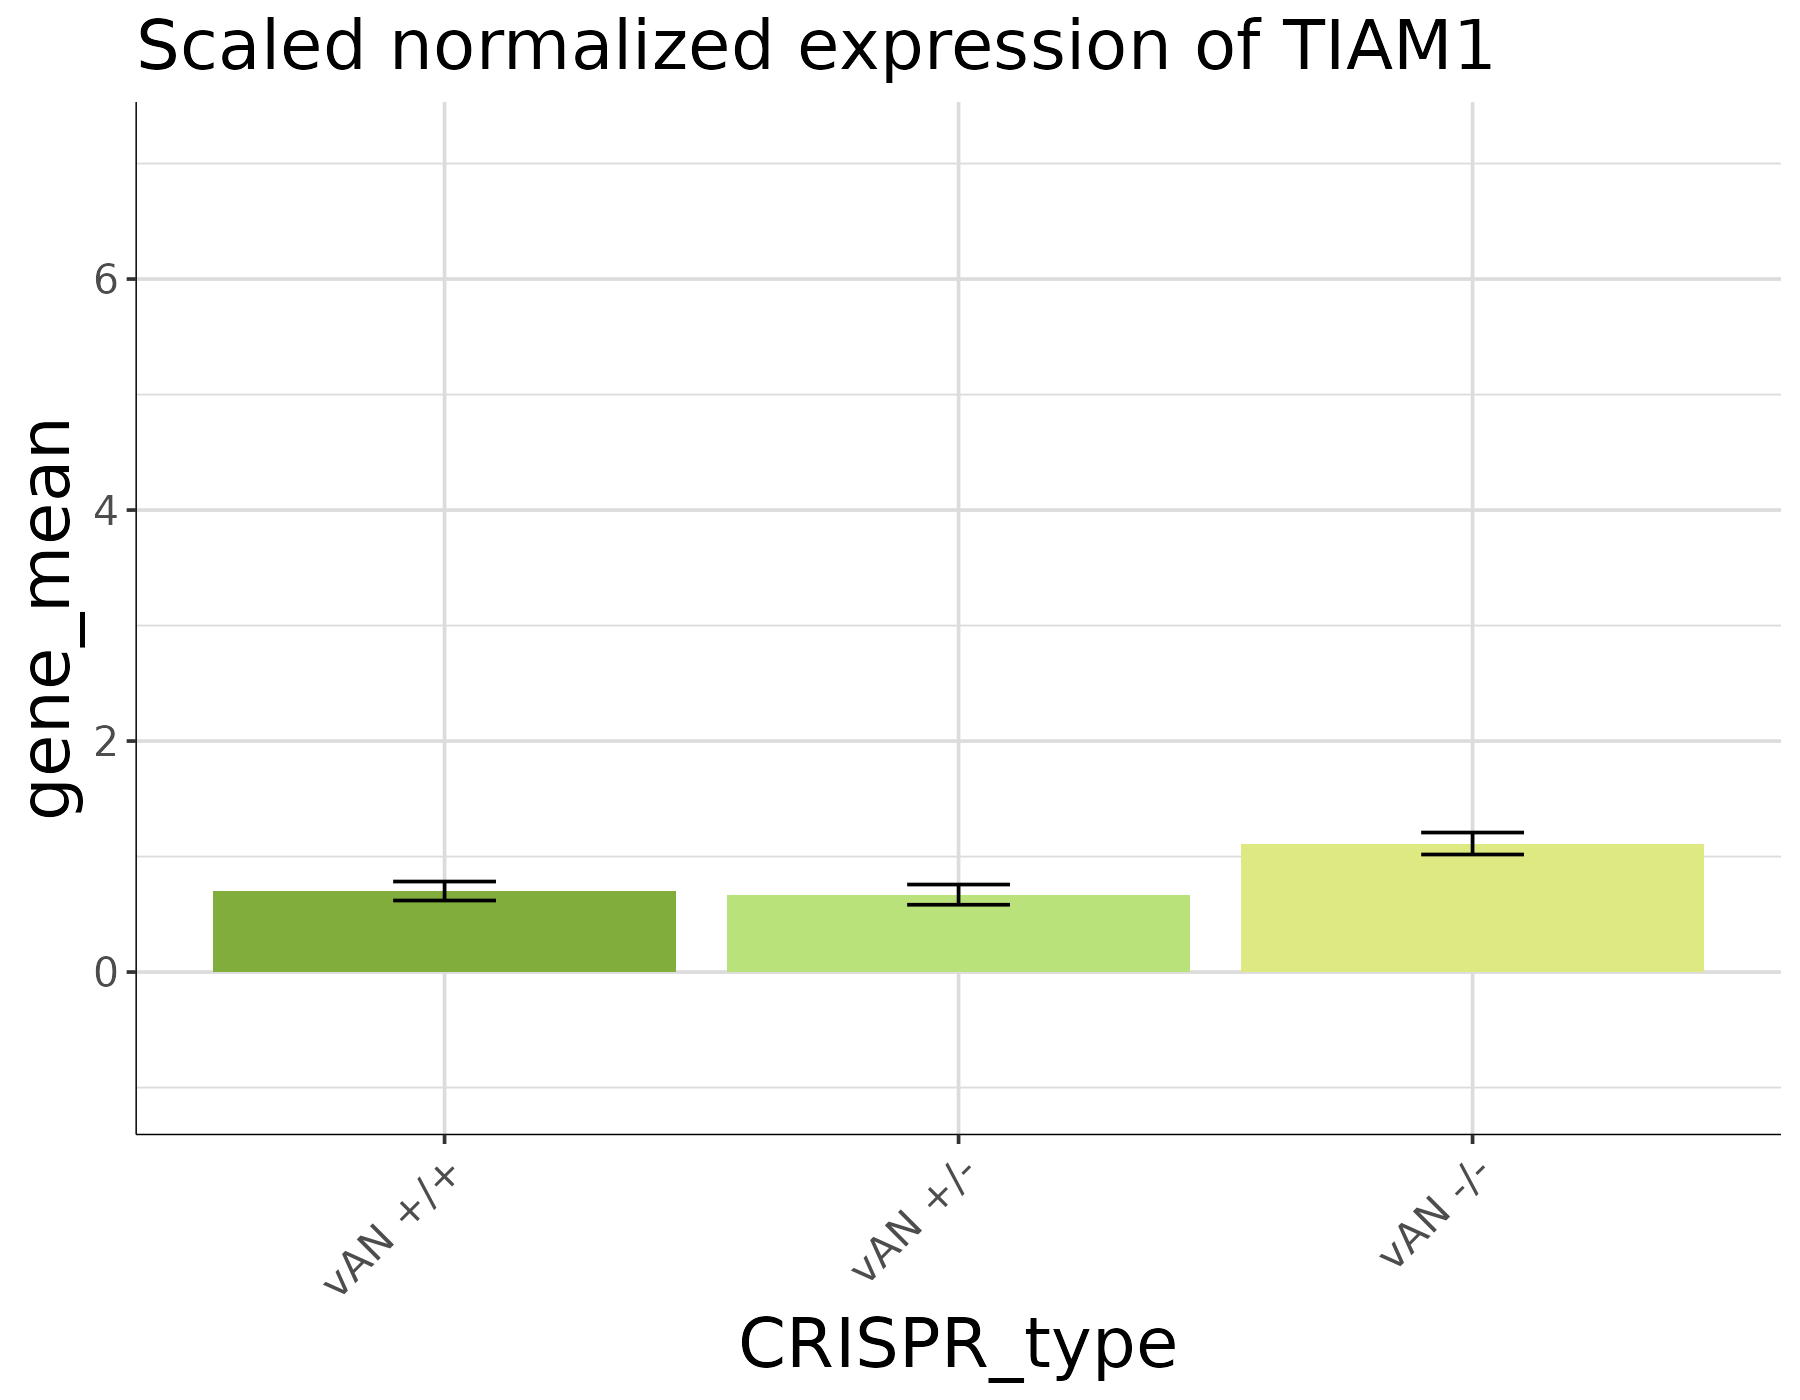 Scaled normalized expression of TIAM1
gene_mean
6
4
2
0
vAN +/+
vAN +/-
vAN -/-
CRISPR_type